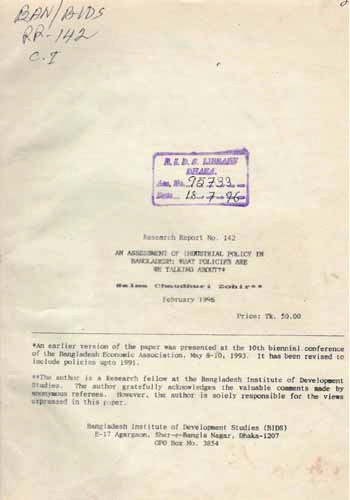 BAN/BIDS
RR-142
C.I
B.I.D.S. LIBRARY
DHAKA.
Acc. No. 95733
Date 18-7-96
Research Report No. 142
AN ASSESSMENT OF INDUSTRIAL POLICY IN
BANGLADESH: WHAT POLICIES ARE
WE TALKING ABOUT?*
Salma Chaudhuri Zohir**
February 1996
Price: Tk. 50.00
*An earlier version of the paper was presented at the 10th biennial conference
of the Bangladesh Economic Association, May 8-10, 1993. It has been revised to
include policies upto 1991.
**The author is a Research fellow at the Bangladesh Institute of Development
Studies. The author gratefully acknowledges the valuable comments made by
anonymous referees. However, the author is solely responsible for the views
expressed in this paper.
Bangladesh Institute of Development Studies (BIDS)
E-17 Agargaon, Sher-e-Bangla Nagar, Dhaka-1207
GPO Box No. 3854